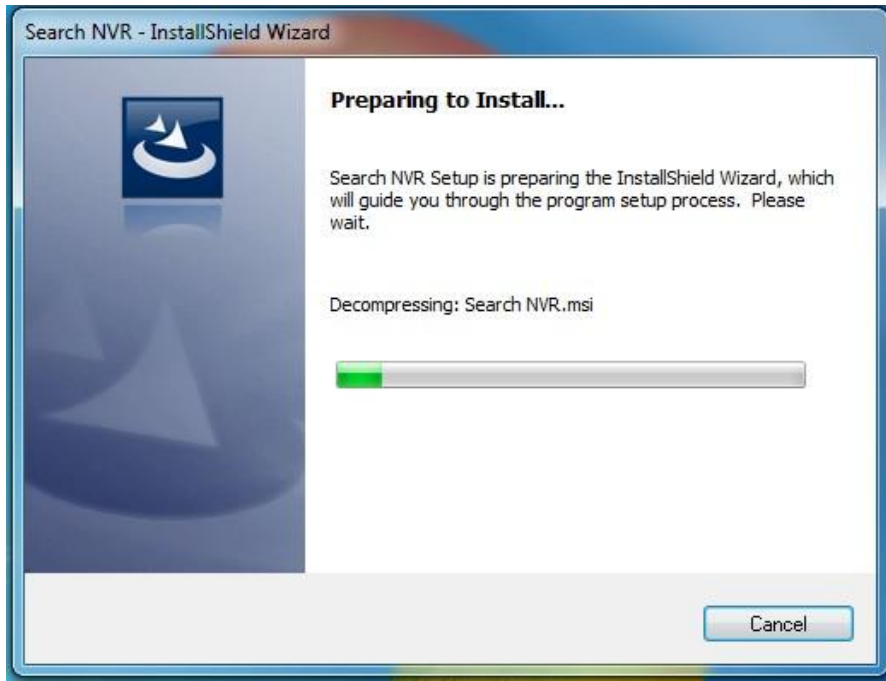 Search NVR - InstallShield Wizard
Preparing to Install...
Search NVR Setup is preparing the InstallShield Wizard, which
will guide you through the program setup process.  Please
wait.
Decompressing: Search NVR.msi
Cancel